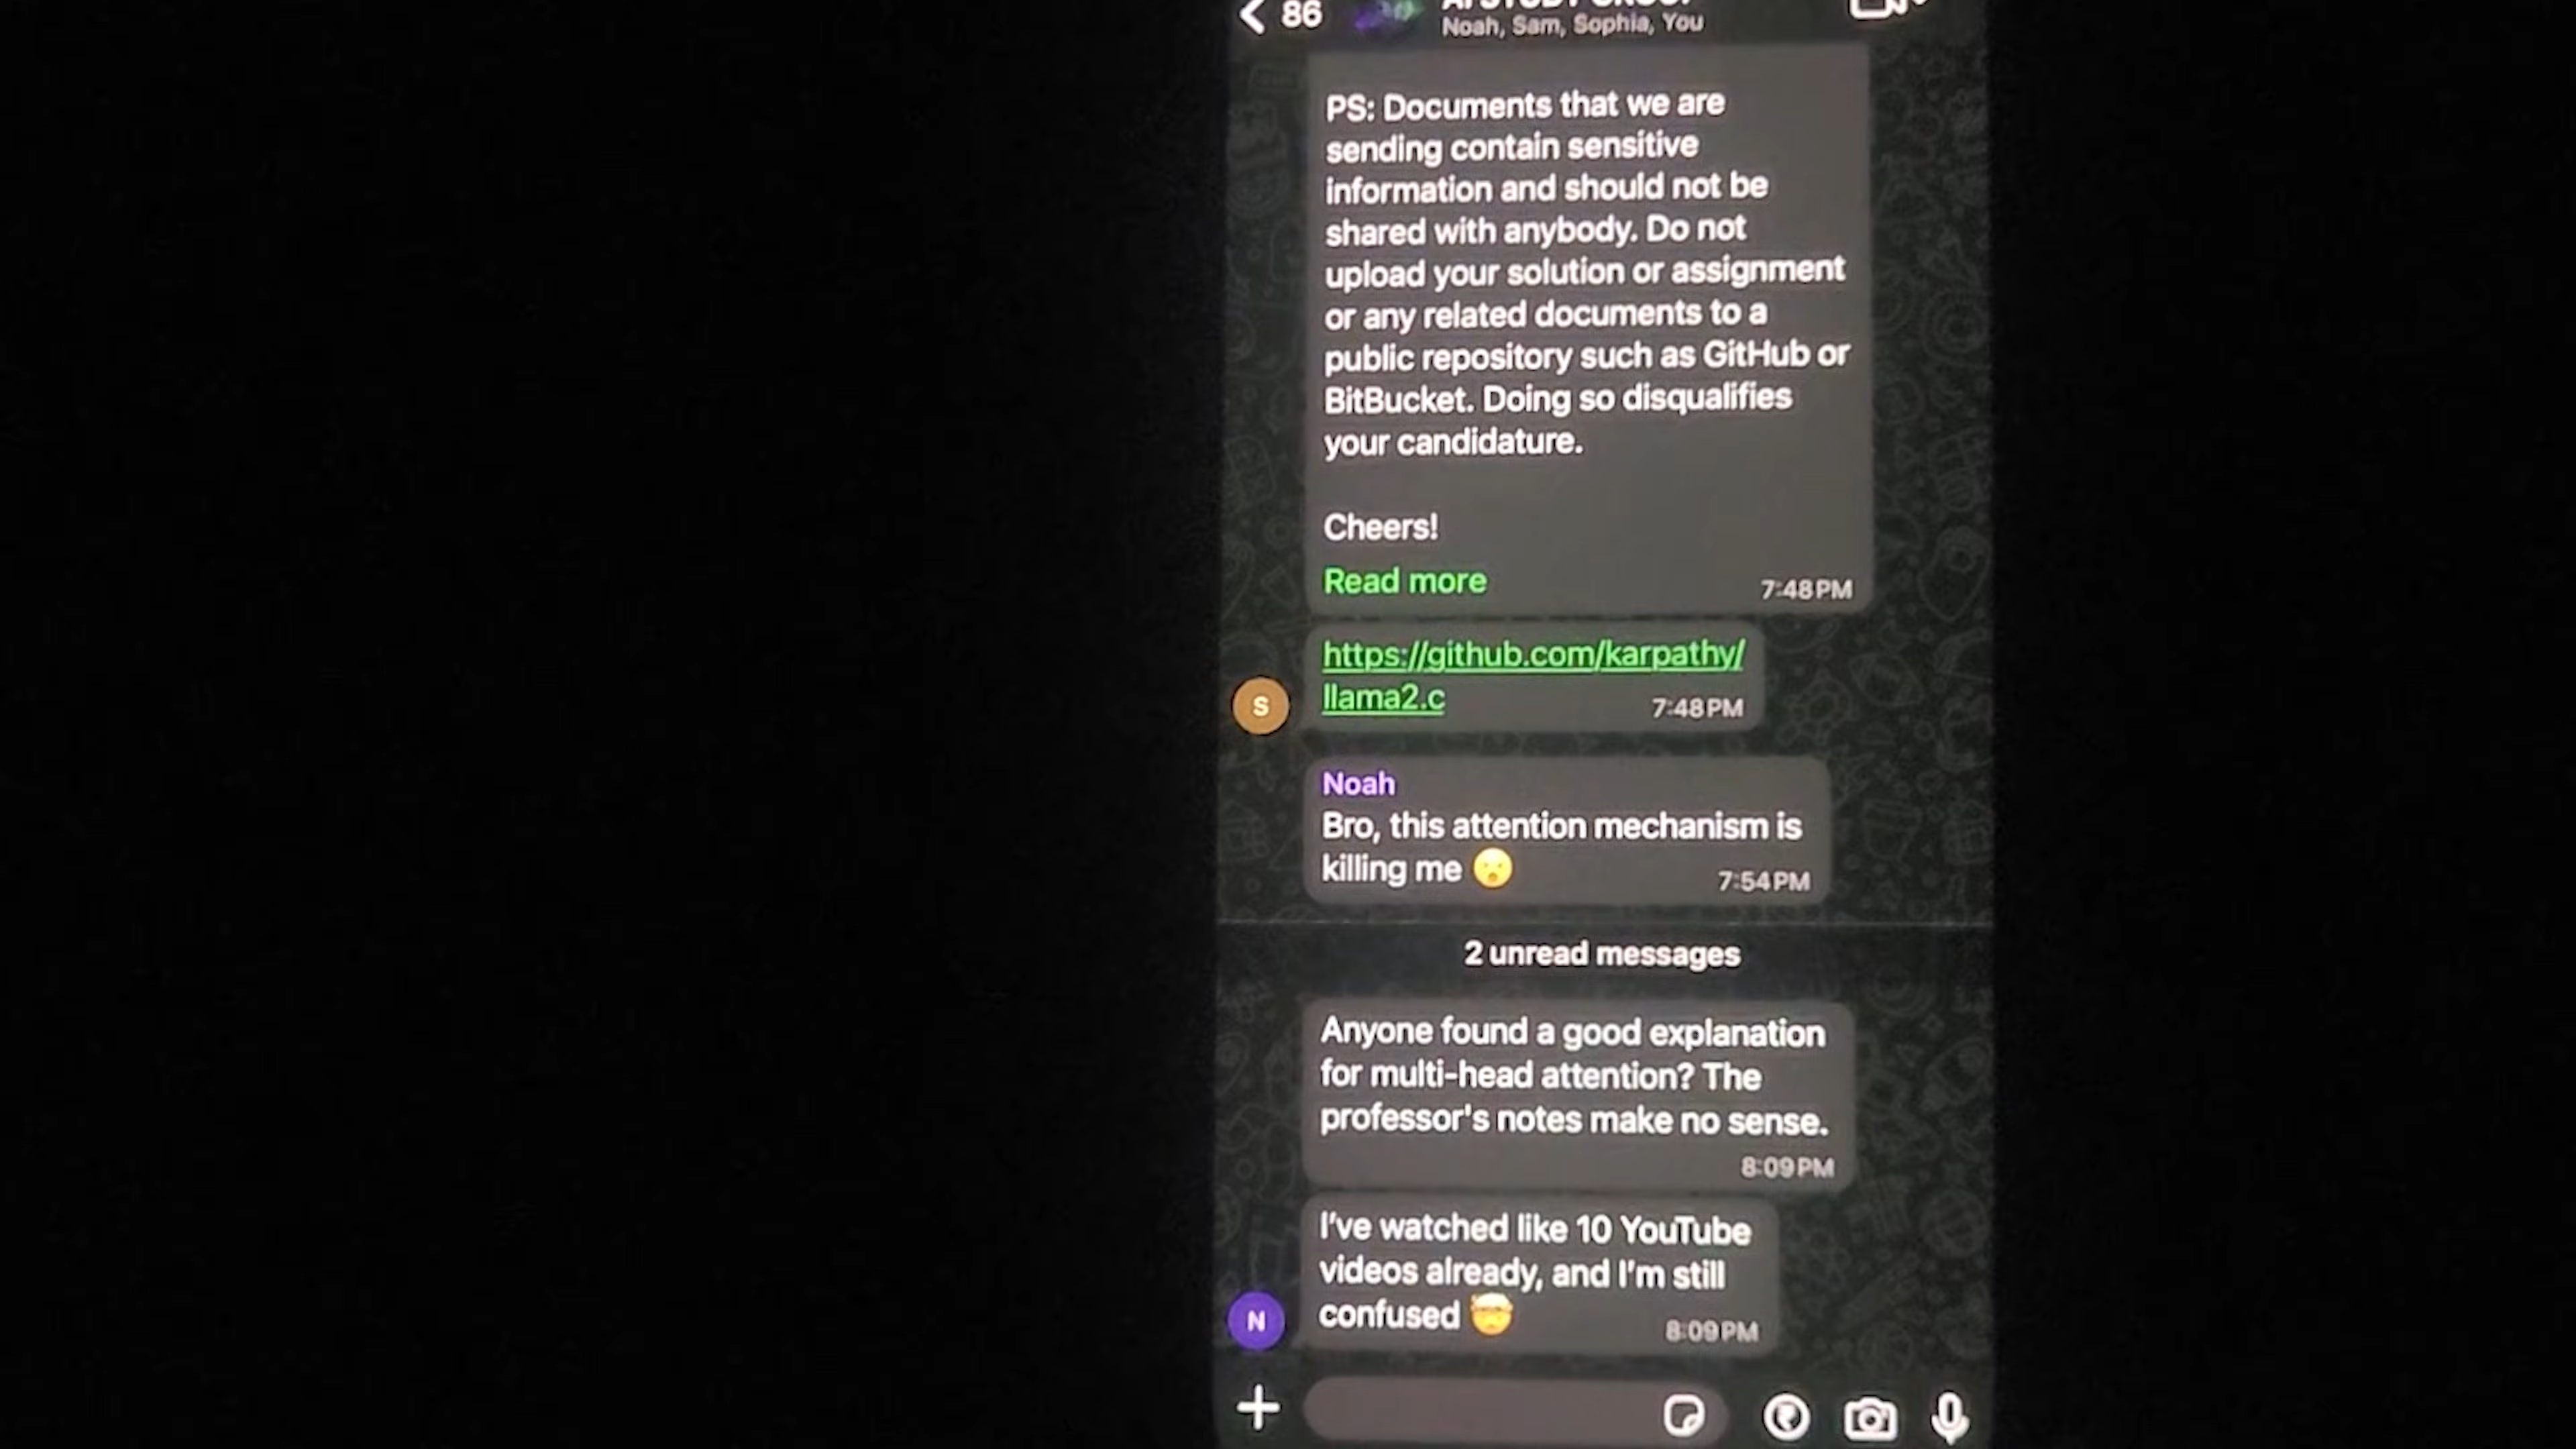 86
Noah, Sam, Sophia, You
PS: Documents that we are
sending contain sensitive
information and should not be
shared with anybody. Do not
upload your solution or assignment
or any related documents to a
public repository such as GitHub or
BitBucket. Doing so disqualifies
your candidature.
Cheers!
Read more
7:48 PM
https://github.com/karpathy/
llama2.c
7:48 PM
S
Noah
Bro, this attention mechanism is
killing me 😮
7:54 PM
2 unread messages
Anyone found a good explanation
for multi-head attention? The
professor's notes make no sense.
8:09 PM
I've watched like 10 YouTube
videos already, and I'm still
confused 🤯
8:09 PM
N